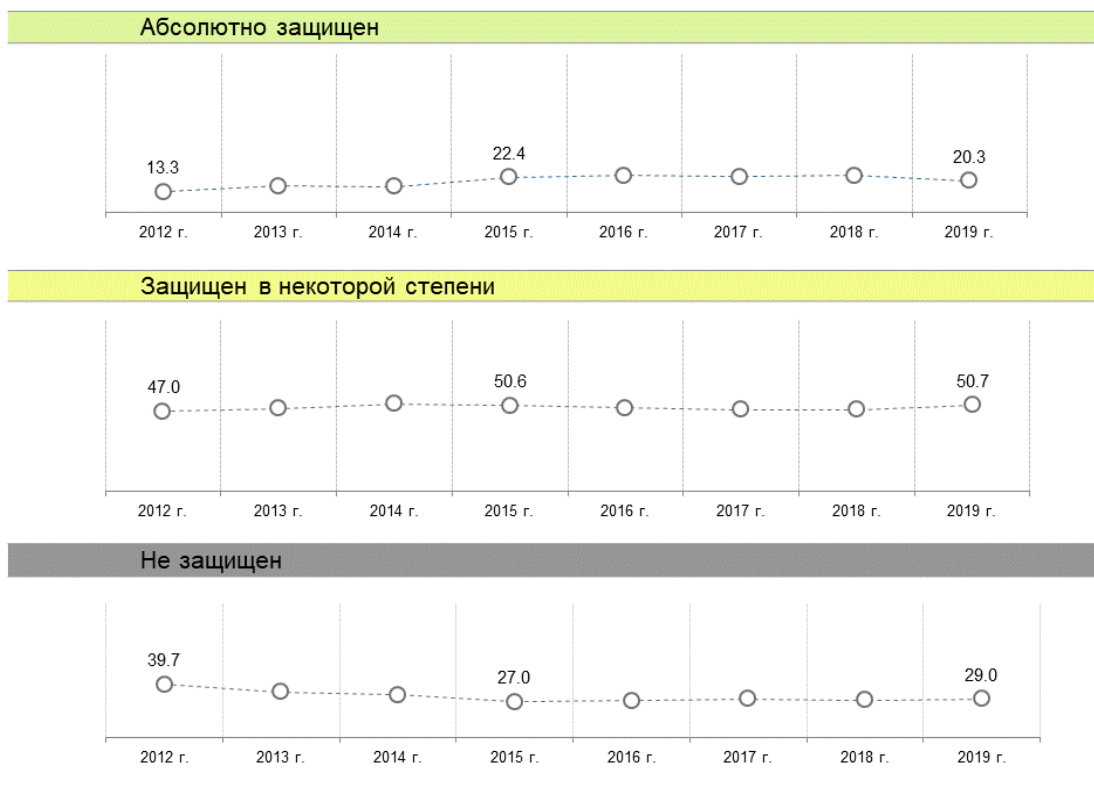 Абсолютно защищен
13.3 22.4 20.3
2012 г. 2013 г. 2014 г. 2015 г. 2016 г. 2017 г. 2018 г. 2019 г.
Защищен в некоторой степени
47.0 50.6 50.7
2012 г. 2013 г. 2014 г. 2015 г. 2016 г. 2017 г. 2018 г. 2019 г.
Не защищен
39.7 27.0 29.0
2012 г. 2013 г. 2014 г. 2015 г. 2016 г. 2017 г. 2018 г. 2019 г.